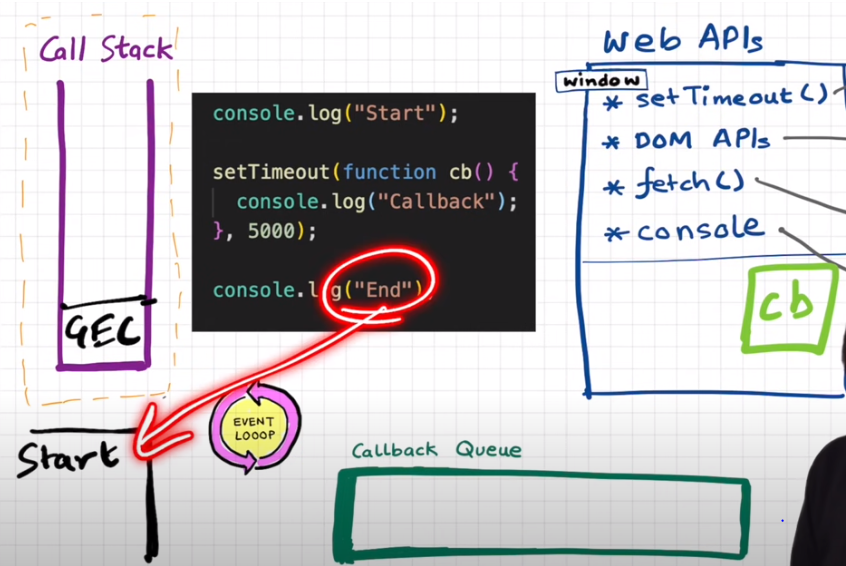 Call Stack
GEC
console.log("Start");
setTimeout(function cb() {
console.log("Callback");
}, 5000);
console.log("End")
Web APIs
window
* setTimeout()
* DOM APIs
* fetch()
* console
cb
Start
EVENT
LOOOP
Callback Queue